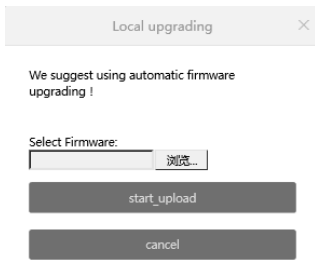 Local upgrading
We suggest using automatic firmware
upgrading !
Select Firmware:
浏览...
start_upload
cancel